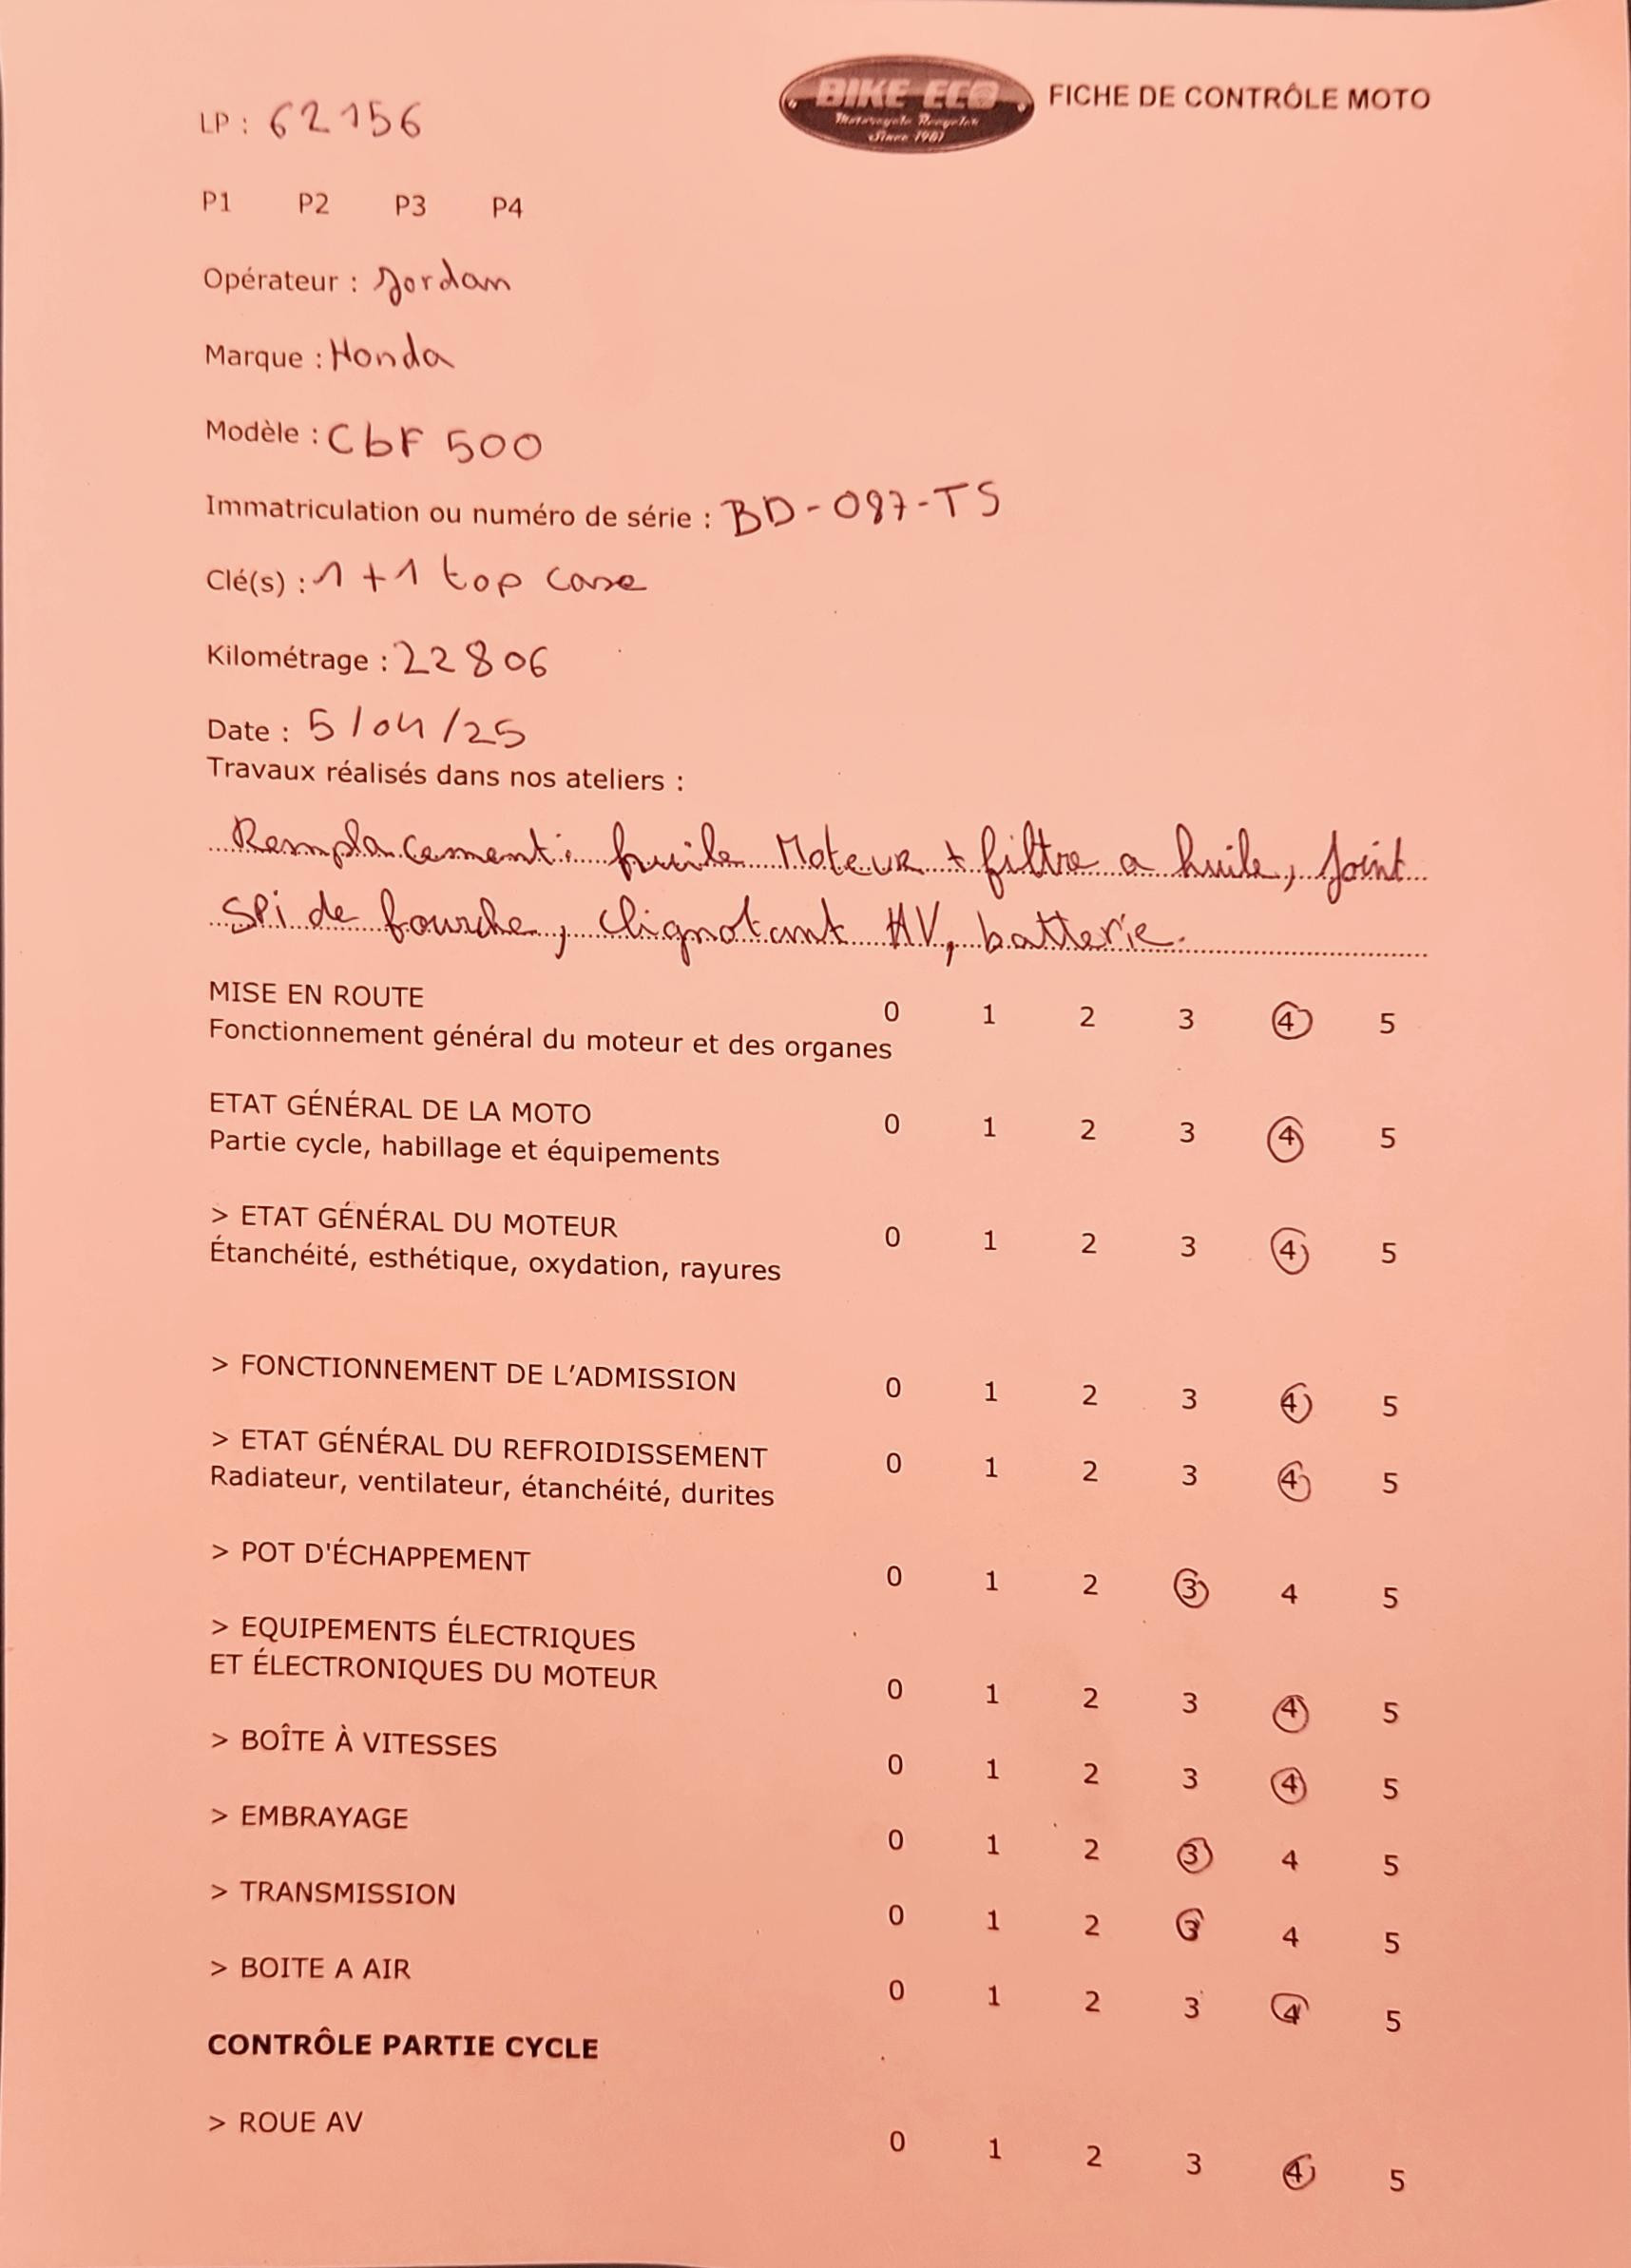 BIKE ECO
Motorcycle Recycler
Since 1987
FICHE DE CONTRÔLE MOTO
LP : 62156
P1 P2 P3 P4
Opérateur : Jordan
Marque : Honda
Modèle : CbF 500
Immatriculation ou numéro de série : BD-087-TS
Clé(s) : 1 + 1 top case
Kilométrage : 22806
Date : 5/04/25
Travaux réalisés dans nos ateliers :
Remplacement : huile Moteur + filtre a huile, joint
spi de fourche, clignotant AV, batterie.
MISE EN ROUTE 0 1 2 3 4 5
Fonctionnement général du moteur et des organes
ETAT GÉNÉRAL DE LA MOTO 0 1 2 3 4 5
Partie cycle, habillage et équipements
> ETAT GÉNÉRAL DU MOTEUR 0 1 2 3 4 5
Étanchéité, esthétique, oxydation, rayures
> FONCTIONNEMENT DE L'ADMISSION 0 1 2 3 4 5
> ETAT GÉNÉRAL DU REFROIDISSEMENT 0 1 2 3 4 5
Radiateur, ventilateur, étanchéité, durites
> POT D'ÉCHAPPEMENT 0 1 2 3 4 5
> EQUIPEMENTS ÉLECTRIQUES
ET ÉLECTRONIQUES DU MOTEUR 0 1 2 3 4 5
> BOÎTE À VITESSES 0 1 2 3 4 5
> EMBRAYAGE 0 1 2 3 4 5
> TRANSMISSION 0 1 2 3 4 5
> BOITE A AIR 0 1 2 3 4 5
CONTRÔLE PARTIE CYCLE
> ROUE AV 0 1 2 3 4 5